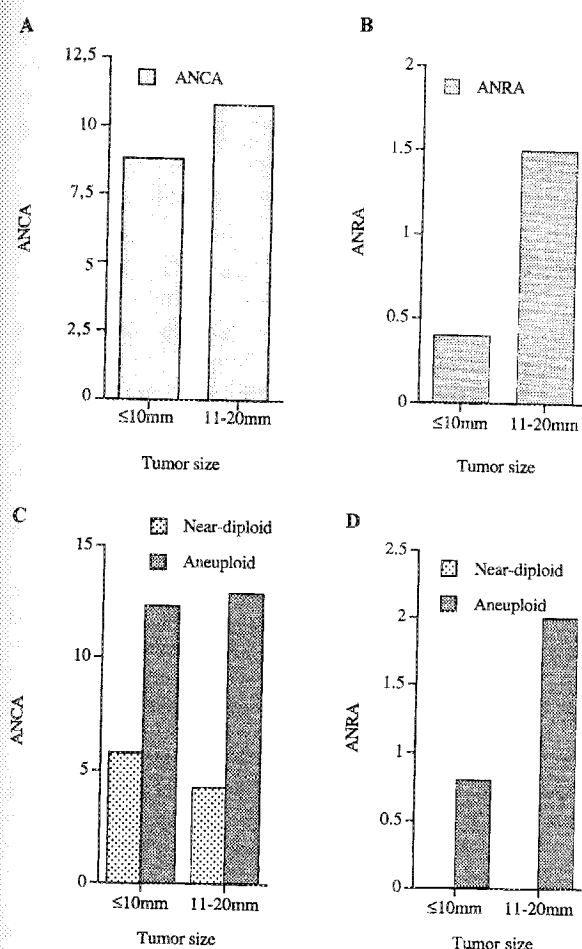 A
12,5
ANCA
10
7,5
5
2,5
0
ANCA
≤10mm 11-20mm
Tumor size
B
2
ANRA
1.5
1
0.5
0
ANRA
≤10mm 11-20mm
Tumor size
C
Near-diploid
Aneuploid
15
10
5
0
ANCA
≤10mm 11-20mm
Tumor size
D
2.5
Near-diploid
Aneuploid
2
1.5
1
0.5
0
ANRA
≤10mm 11-20mm
Tumor size